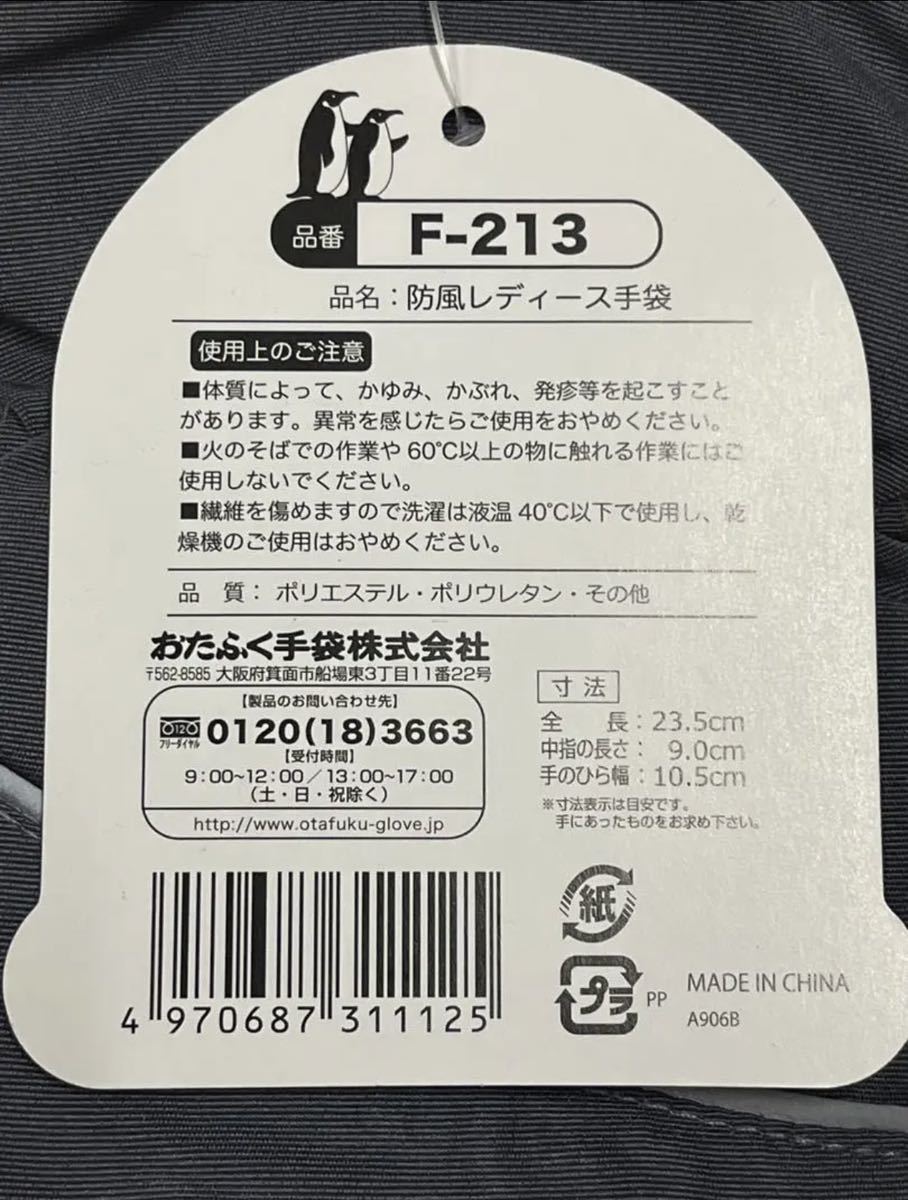 品番 F-213
品名：防風レディース手袋
使用上のご注意
■体質によって、かゆみ、かぶれ、発疹等を起こすこと
があります。異常を感じたらご使用をおやめください。
■火のそばでの作業や 60℃以上の物に触れる作業にはご
使用しないでください。
■繊維を傷めますので洗濯は液温 40℃以下で使用し、乾
燥機のご使用はおやめください。
品　質：ポリエステル・ポリウレタン・その他
おたふく手袋株式会社
〒562-8585 大阪府箕面市船場東3丁目11番22号
【製品のお問い合わせ先】
フリーダイヤル 0120(18)3663
【受付時間】
9：00~12：00／13：00~17：00
（土・日・祝除く）
http://www.otafuku-glove.jp
寸法
全　長：23.5cm
中指の長さ：9.0cm
手のひら幅：10.5cm
※寸法表示は目安です。
手にあったものをお求め下さい。
紙
プラ PP
MADE IN CHINA
A906B
4 970687 311125